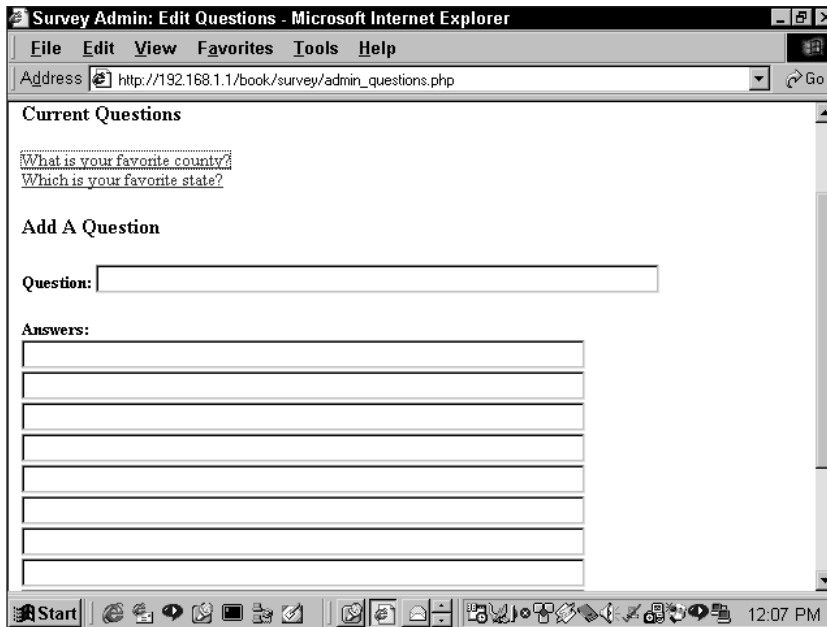 Survey Admin: Edit Questions - Microsoft Internet Explorer
File Edit View Favorites Tools Help
Address http://192.168.1.1/book/survey/admin_questions.php Go
Current Questions
What is your favorite county?
Which is your favorite state?
Add A Question
Question:
Answers:
Start 12:07 PM